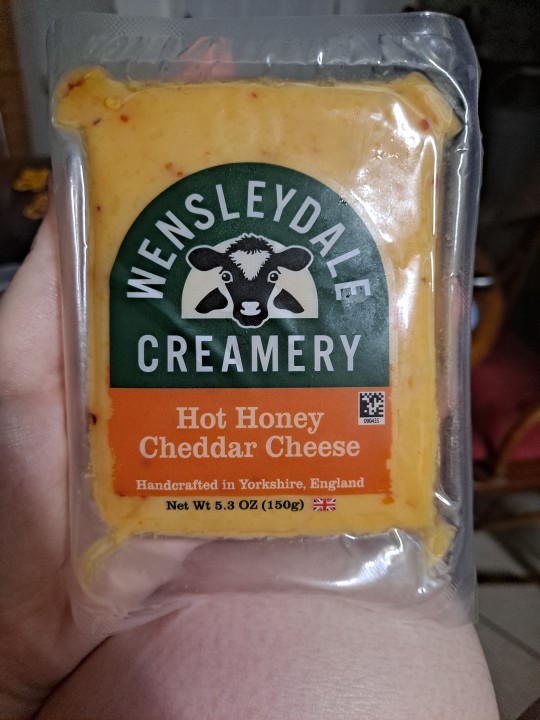 WENSLEYDALE
CREAMERY
Hot Honey
Cheddar Cheese
Handcrafted in Yorkshire, England
Net Wt 5.3 OZ (150g)